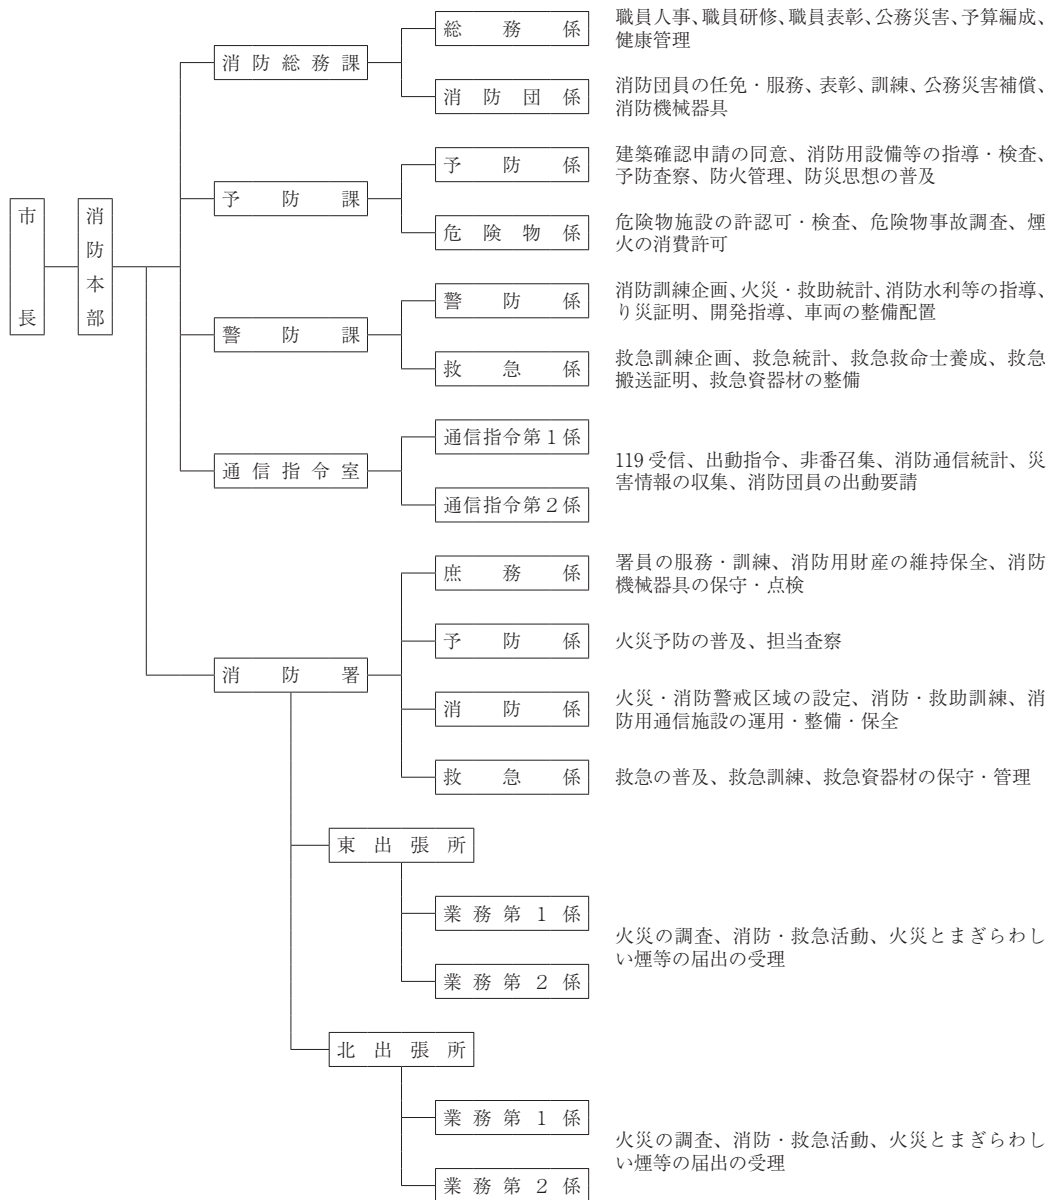 市長
消防本部
消防総務課
総務係
職員人事、職員研修、職員表彰、公務災害、予算編成、
健康管理
消防団係
消防団員の任免・服務、表彰、訓練、公務災害補償、
消防機械器具
予防課
予防係
建築確認申請の同意、消防用設備等の指導・検査、
予防査察、防火管理、防災思想の普及
危険物係
危険物施設の許認可・検査、危険物事故調査、煙
火の消費許可
警防課
警防係
消防訓練企画、火災・救助統計、消防水利等の指導、
り災証明、開発指導、車両の整備配置
救急係
救急訓練企画、救急統計、救急救命士養成、救急
搬送証明、救急資器材の整備
通信指令室
通信指令第1係
通信指令第2係
119受信、出動指令、非番召集、消防通信統計、災
害情報の収集、消防団員の出動要請
消防署
庶務係
署員の服務・訓練、消防用財産の維持保全、消防
機械器具の保守・点検
予防係
火災予防の普及、担当査察
消防係
火災・消防警戒区域の設定、消防・救助訓練、消
防用通信施設の運用・整備・保全
救急係
救急の普及、救急訓練、救急資器材の保守・管理
東出張所
業務第1係
業務第2係
火災の調査、消防・救急活動、火災とまぎらわし
い煙等の届出の受理
北出張所
業務第1係
業務第2係
火災の調査、消防・救急活動、火災とまぎらわし
い煙等の届出の受理